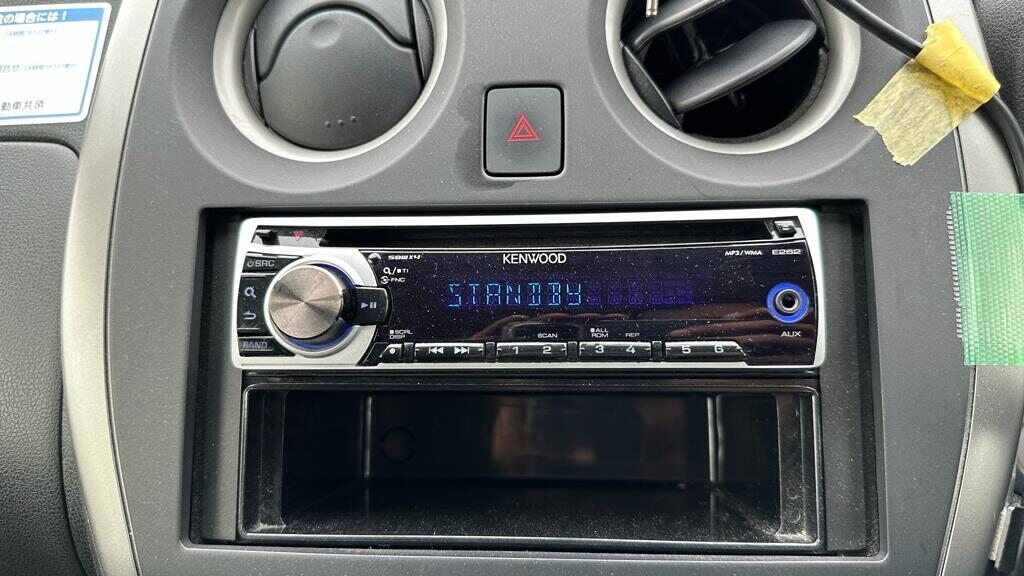 の場合には!
動車共済
50W×4
KENWOOD
MP3/WMA E262
SRC
TI
FNC
STANDBY
BAND
SCRL
DISP
SCAN
ALL
ROM
REP
AUX
1 2 3 4 5 6